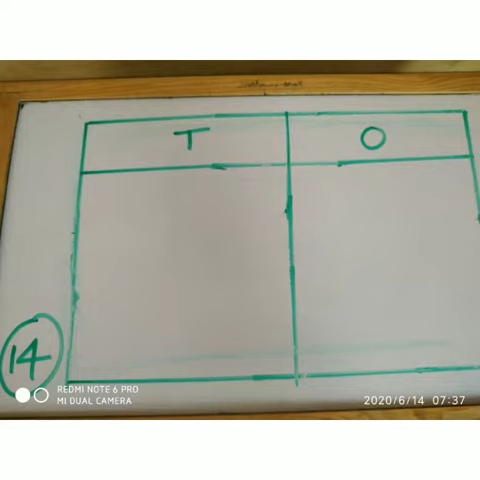 T O
14
REDMI NOTE 6 PRO
MI DUAL CAMERA
2020/6/14 07:37